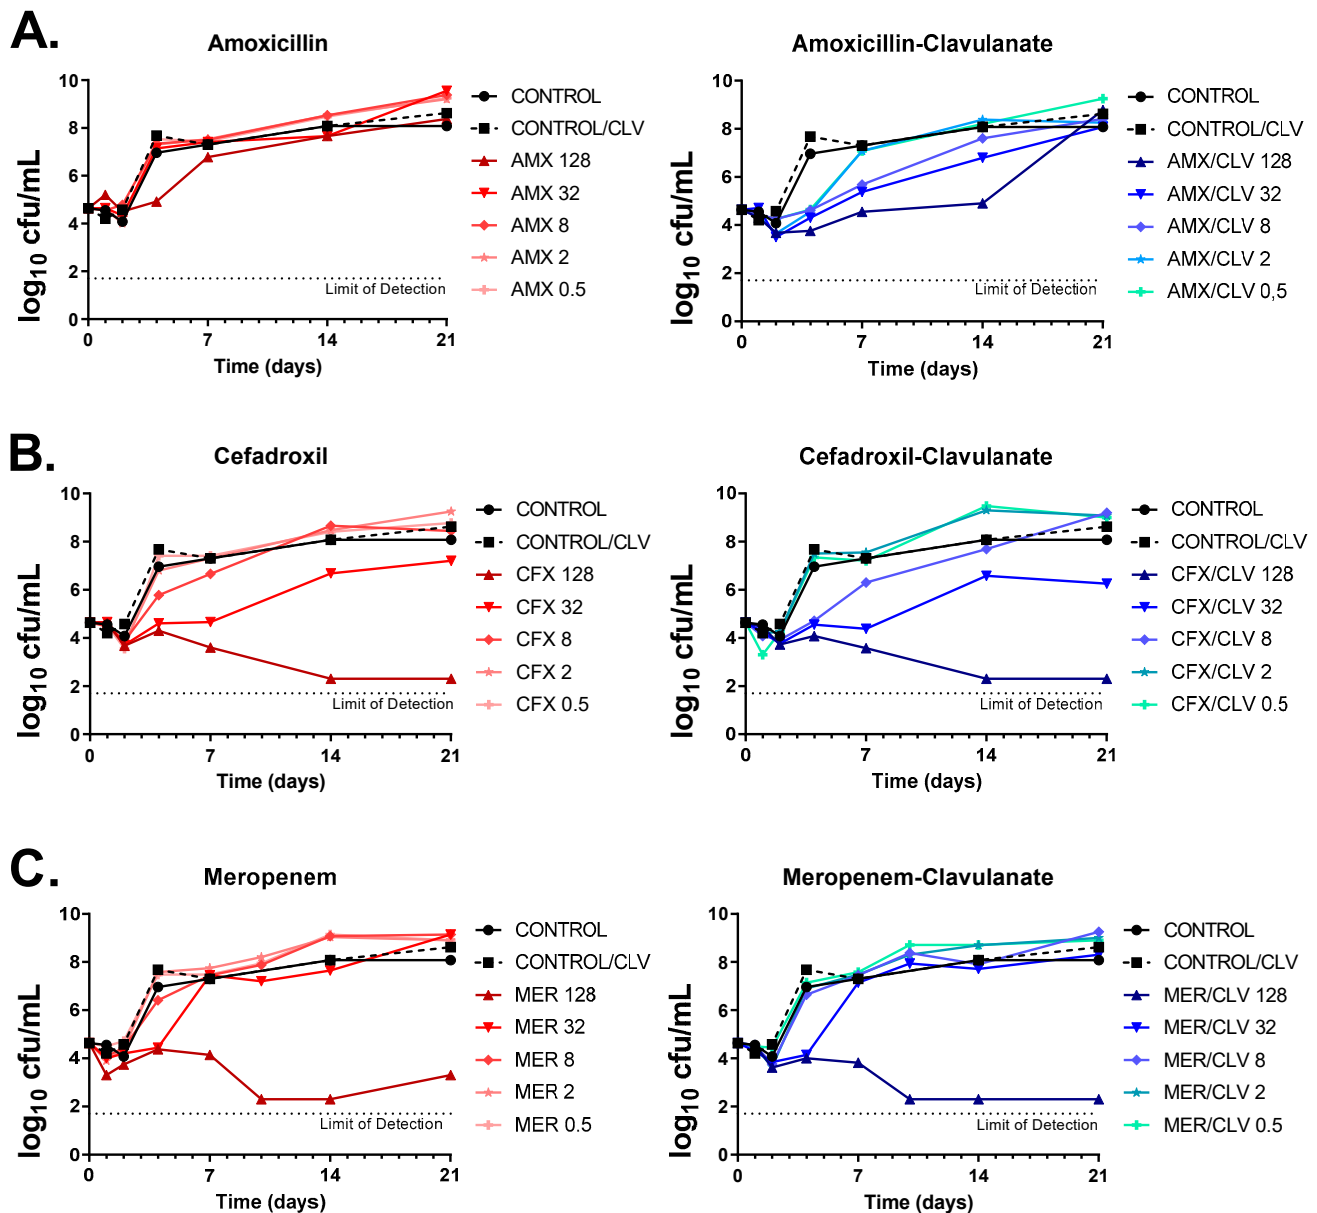 A.
Amoxicillin
log10 cfu/mL
10
8
6
4
2
0
Limit of Detection
0 7 14 21
Time (days)
CONTROL
CONTROL/CLV
AMX 128
AMX 32
AMX 8
AMX 2
AMX 0.5
Amoxicillin-Clavulanate
log10 cfu/mL
10
8
6
4
2
0
Limit of Detection
0 7 14 21
Time (days)
CONTROL
CONTROL/CLV
AMX/CLV 128
AMX/CLV 32
AMX/CLV 8
AMX/CLV 2
AMX/CLV 0,5
B.
Cefadroxil
log10 cfu/mL
10
8
6
4
2
0
Limit of Detection
0 7 14 21
Time (days)
CONTROL
CONTROL/CLV
CFX 128
CFX 32
CFX 8
CFX 2
CFX 0.5
Cefadroxil-Clavulanate
log10 cfu/mL
10
8
6
4
2
0
Limit of Detection
0 7 14 21
Time (days)
CONTROL
CONTROL/CLV
CFX/CLV 128
CFX/CLV 32
CFX/CLV 8
CFX/CLV 2
CFX/CLV 0.5
C.
Meropenem
log10 cfu/mL
10
8
6
4
2
0
Limit of Detection
0 7 14 21
Time (days)
CONTROL
CONTROL/CLV
MER 128
MER 32
MER 8
MER 2
MER 0.5
Meropenem-Clavulanate
log10 cfu/mL
10
8
6
4
2
0
Limit of Detection
0 7 14 21
Time (days)
CONTROL
CONTROL/CLV
MER/CLV 128
MER/CLV 32
MER/CLV 8
MER/CLV 2
MER/CLV 0.5